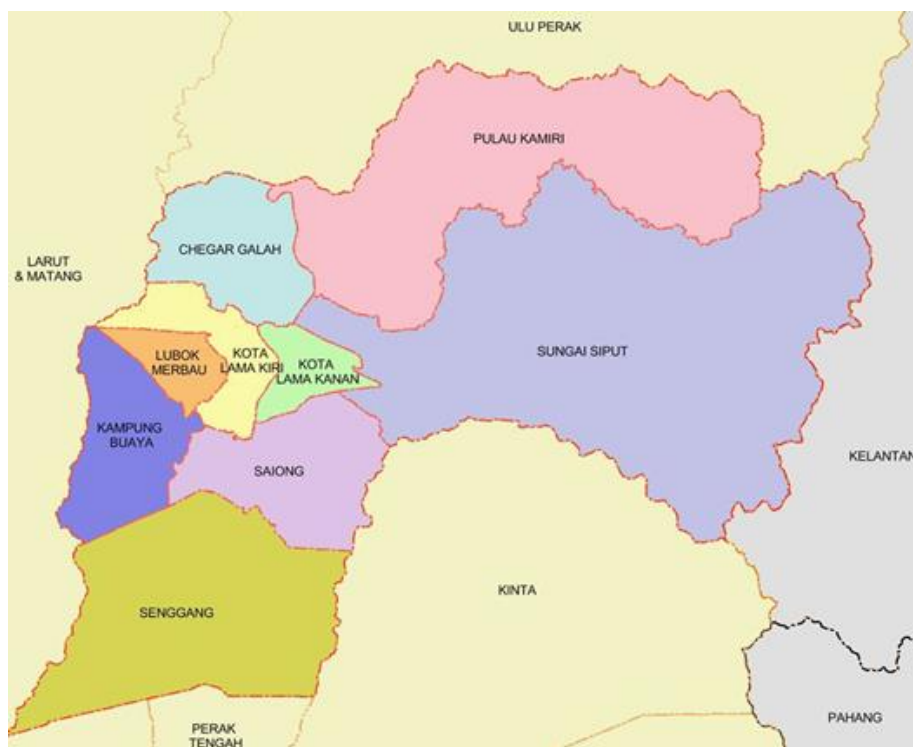 ULU PERAK
PULAU KAMIRI
CHEGAR GALAH
LARUT
& MATANG
SUNGAI SIPUT
LUBOK
MERBAU
KOTA
LAMA KIRI
KOTA
LAMA KANAN
KAMPUNG
BUAYA
KELANTAN
SAIONG
KINTA
SENGGANG
PAHANG
PERAK
TENGAH